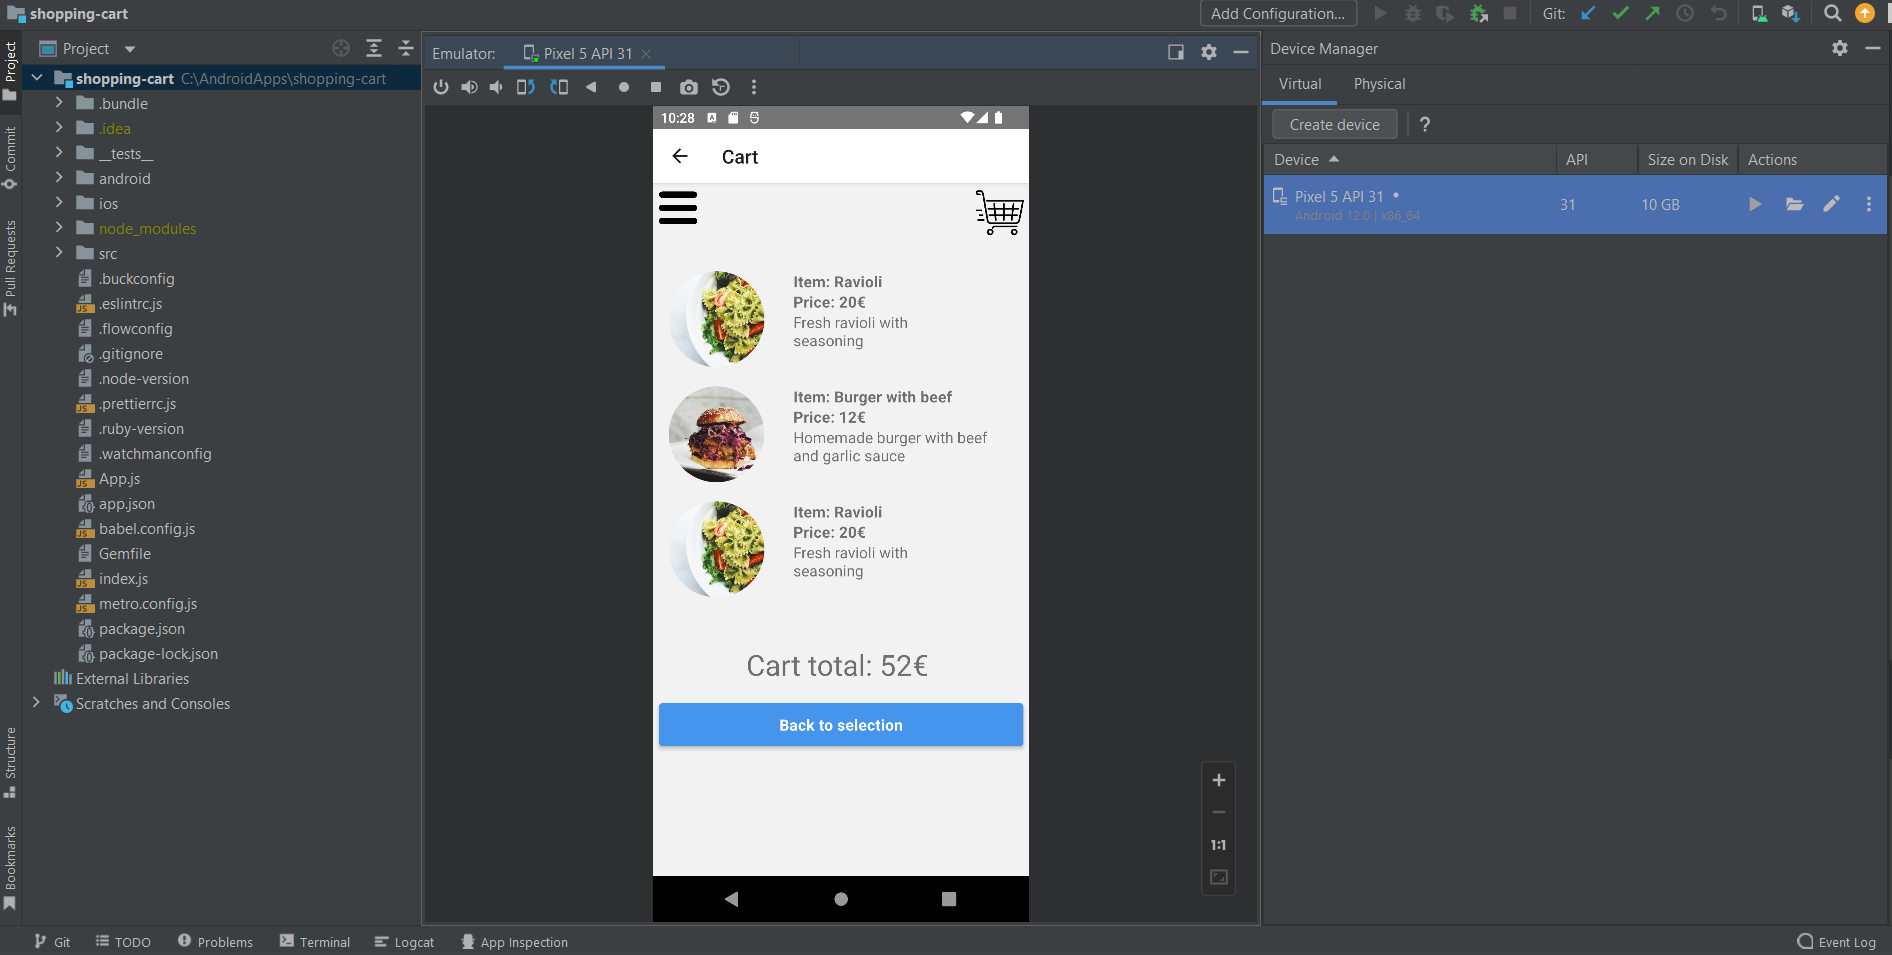 shopping-cart
Add Configuration...
Git:
Project
Project
Commit
Pull Requests
Structure
Bookmarks
shopping-cart C:\AndroidApps\shopping-cart
.bundle
.idea
__tests__
android
ios
node_modules
src
.buckconfig
.eslintrc.js
.flowconfig
.gitignore
.node-version
.prettierrc.js
.ruby-version
.watchmanconfig
App.js
app.json
babel.config.js
Gemfile
index.js
metro.config.js
package.json
package-lock.json
External Libraries
Scratches and Consoles
Emulator: Pixel 5 API 31
10:28
Cart
Item: Ravioli
Price: 20€
Fresh ravioli with
seasoning
Item: Burger with beef
Price: 12€
Homemade burger with beef
and garlic sauce
Item: Ravioli
Price: 20€
Fresh ravioli with
seasoning
Cart total: 52€
Back to selection
1:1
Device Manager
Virtual Physical
Create device ?
Device API Size on Disk Actions
Pixel 5 API 31 31 10 GB
Android 12.0 | x86_64
Git TODO Problems Terminal Logcat App Inspection Event Log